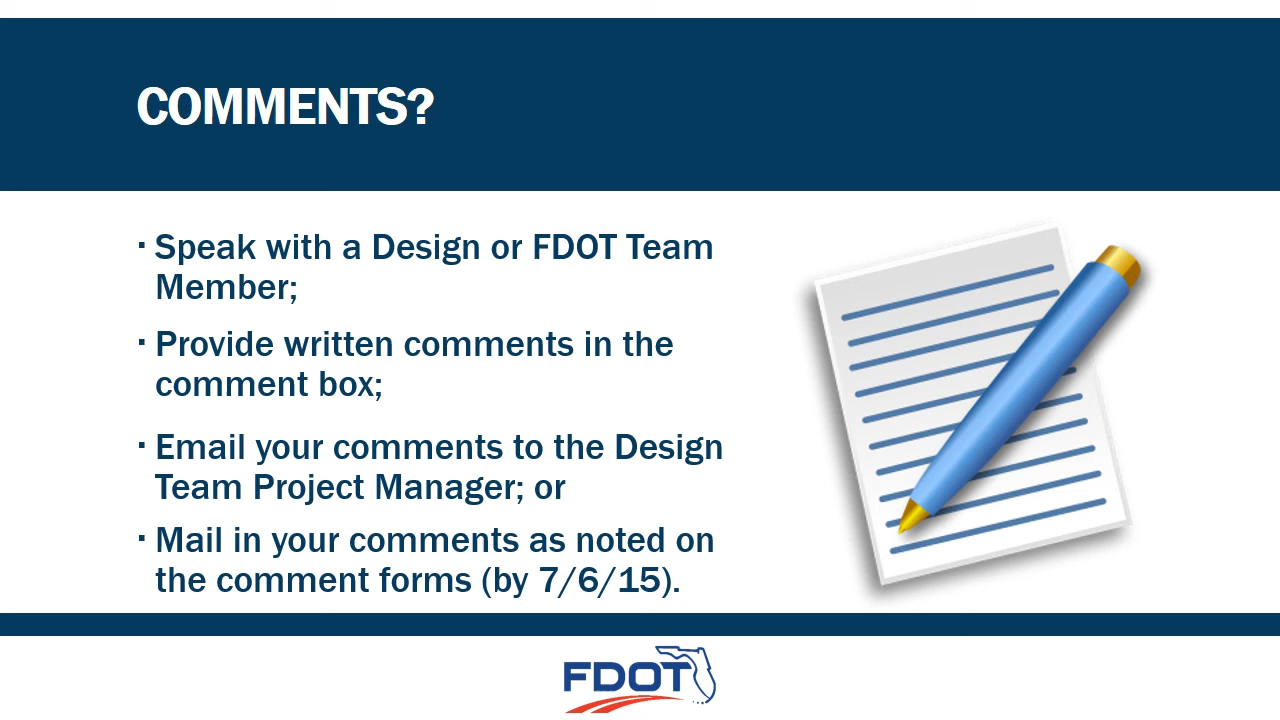 COMMENTS?
▪ Speak with a Design or FDOT Team
Member;
▪ Provide written comments in the
comment box;
▪ Email your comments to the Design
Team Project Manager; or
▪ Mail in your comments as noted on
the comment forms (by 7/6/15).
FDOT